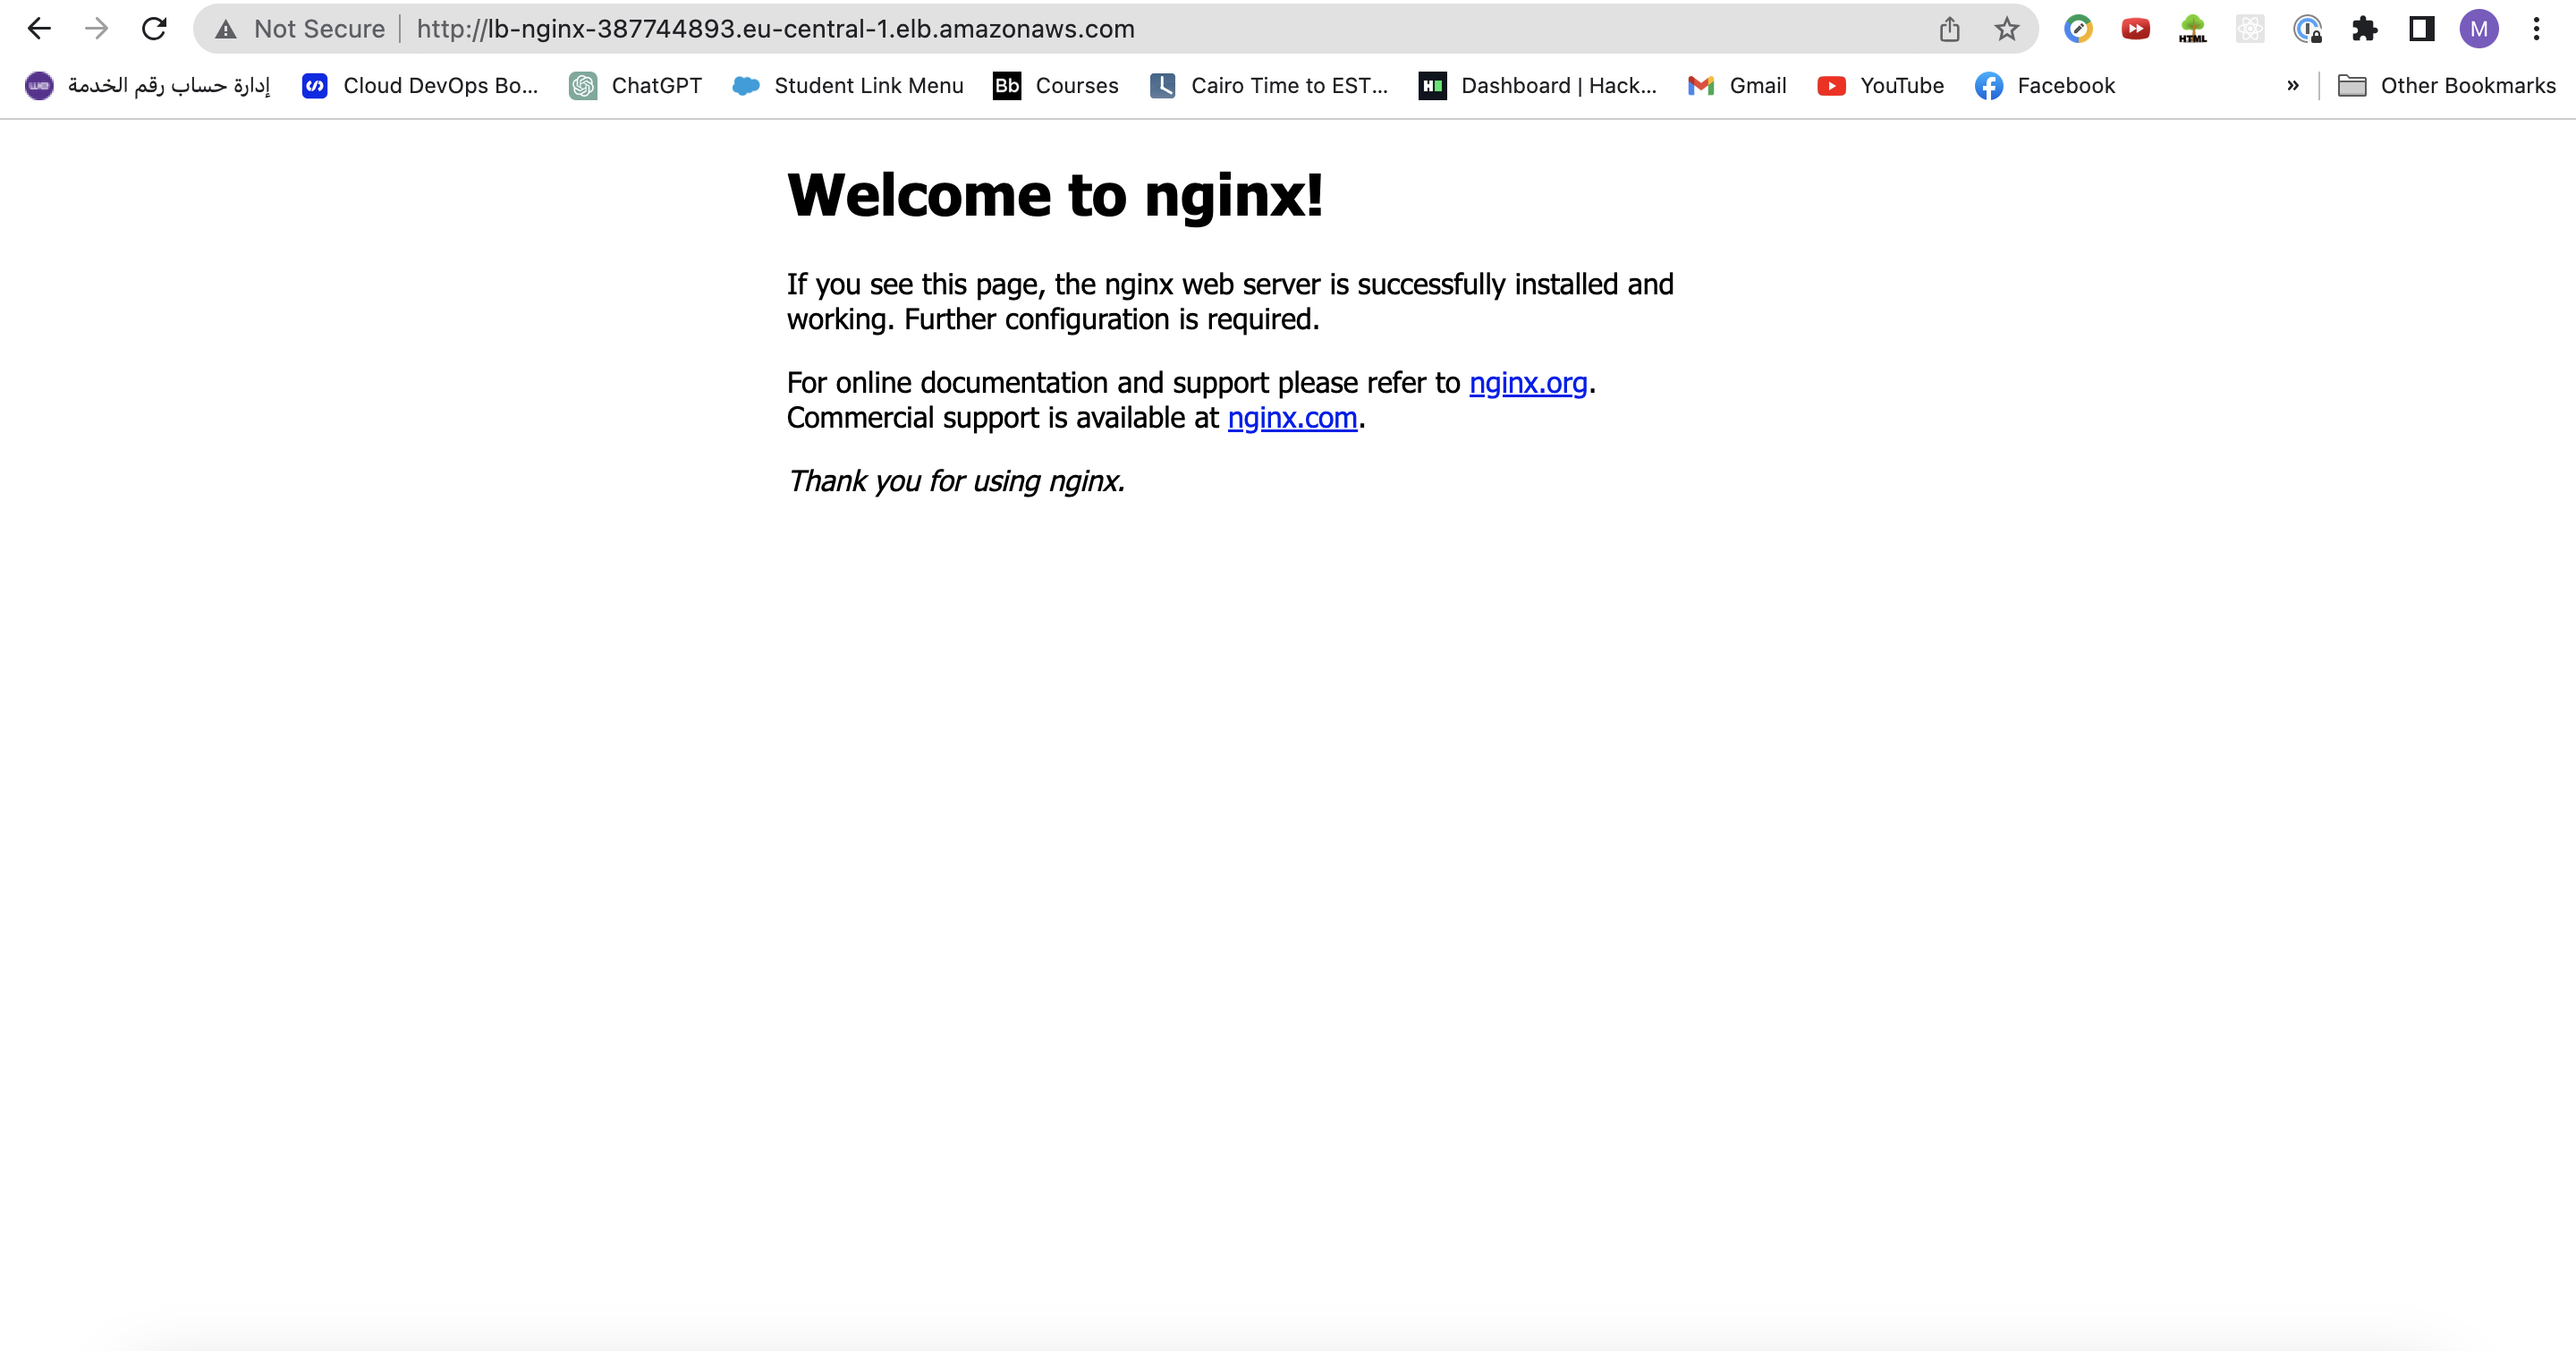 Not Secure http://lb-nginx-387744893.eu-central-1.elb.amazonaws.com HTML M
we إدارة حساب رقم الخدمة Cloud DevOps Bo... ChatGPT Student Link Menu Bb Courses Cairo Time to EST... H Dashboard | Hack... Gmail YouTube Facebook » Other Bookmarks
Welcome to nginx!
If you see this page, the nginx web server is successfully installed and
working. Further configuration is required.
For online documentation and support please refer to nginx.org.
Commercial support is available at nginx.com.
Thank you for using nginx.